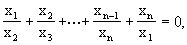 x₁/x₂ + x₂/x₃ + ⋯ + xₙ₋₁/xₙ + xₙ/x₁ = 0,